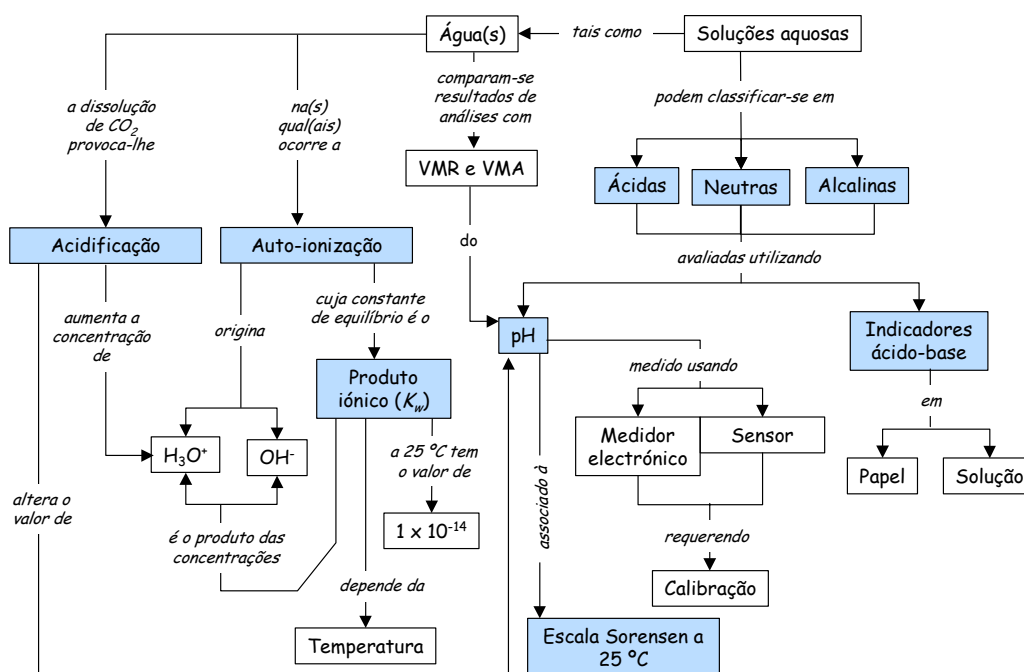 Água(s)
tais como
Soluções aquosas
a dissolução
de CO₂
provoca-lhe
na(s)
qual(ais)
ocorre a
comparam-se
resultados de
análises com
podem classificar-se em
VMR e VMA
Ácidas
Neutras
Alcalinas
Acidificação
Auto-ionização
do
avaliadas utilizando
aumenta a
concentração
de
origina
cuja constante
de equilíbrio é o
pH
Indicadores
ácido-base
Produto
iónico (Kw)
medido usando
em
H₃O⁺
OH⁻
a 25 ºC tem
o valor de
Medidor
electrónico
Sensor
Papel
Solução
altera o
valor de
é o produto das
concentrações
1 x 10⁻¹⁴
associado à
requerendo
depende da
Calibração
Temperatura
Escala Sorensen a
25 ºC